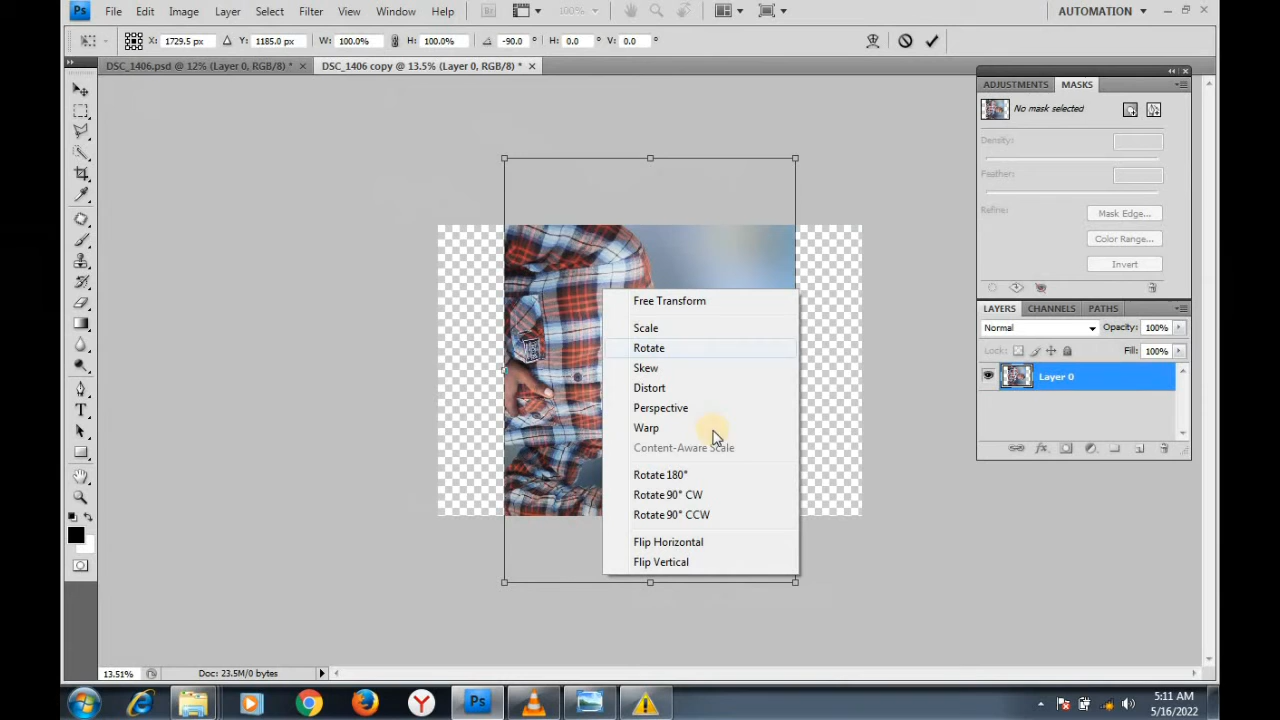 Ps File Edit Image Layer Select Filter Analysis View Window Help Br 100% AUTOMATION
X: 1729.5 px Y: 1185.0 px W: 100.0% H: 100.0% -90.0 ° H: 0.0 ° V: 0.0 °
DSC_1406.psd @ 12% (Layer 0, RGB/8) * × DSC_1406 copy @ 13.5% (Layer 0, RGB/8) * ×
ADJUSTMENTS MASKS
No mask selected
Density:
Feather:
Refine:
Mask Edge...
Color Range...
Invert
LAYERS CHANNELS PATHS
Normal Opacity: 100%
Lock: Fill: 100%
Layer 0
Free Transform
Scale
Rotate
Skew
Distort
Perspective
Warp
Content-Aware Scale
Rotate 180°
Rotate 90° CW
Rotate 90° CCW
Flip Horizontal
Flip Vertical
T
13.51% Doc: 23.5M/0 bytes
Ps
5:11 AM
5/16/2022